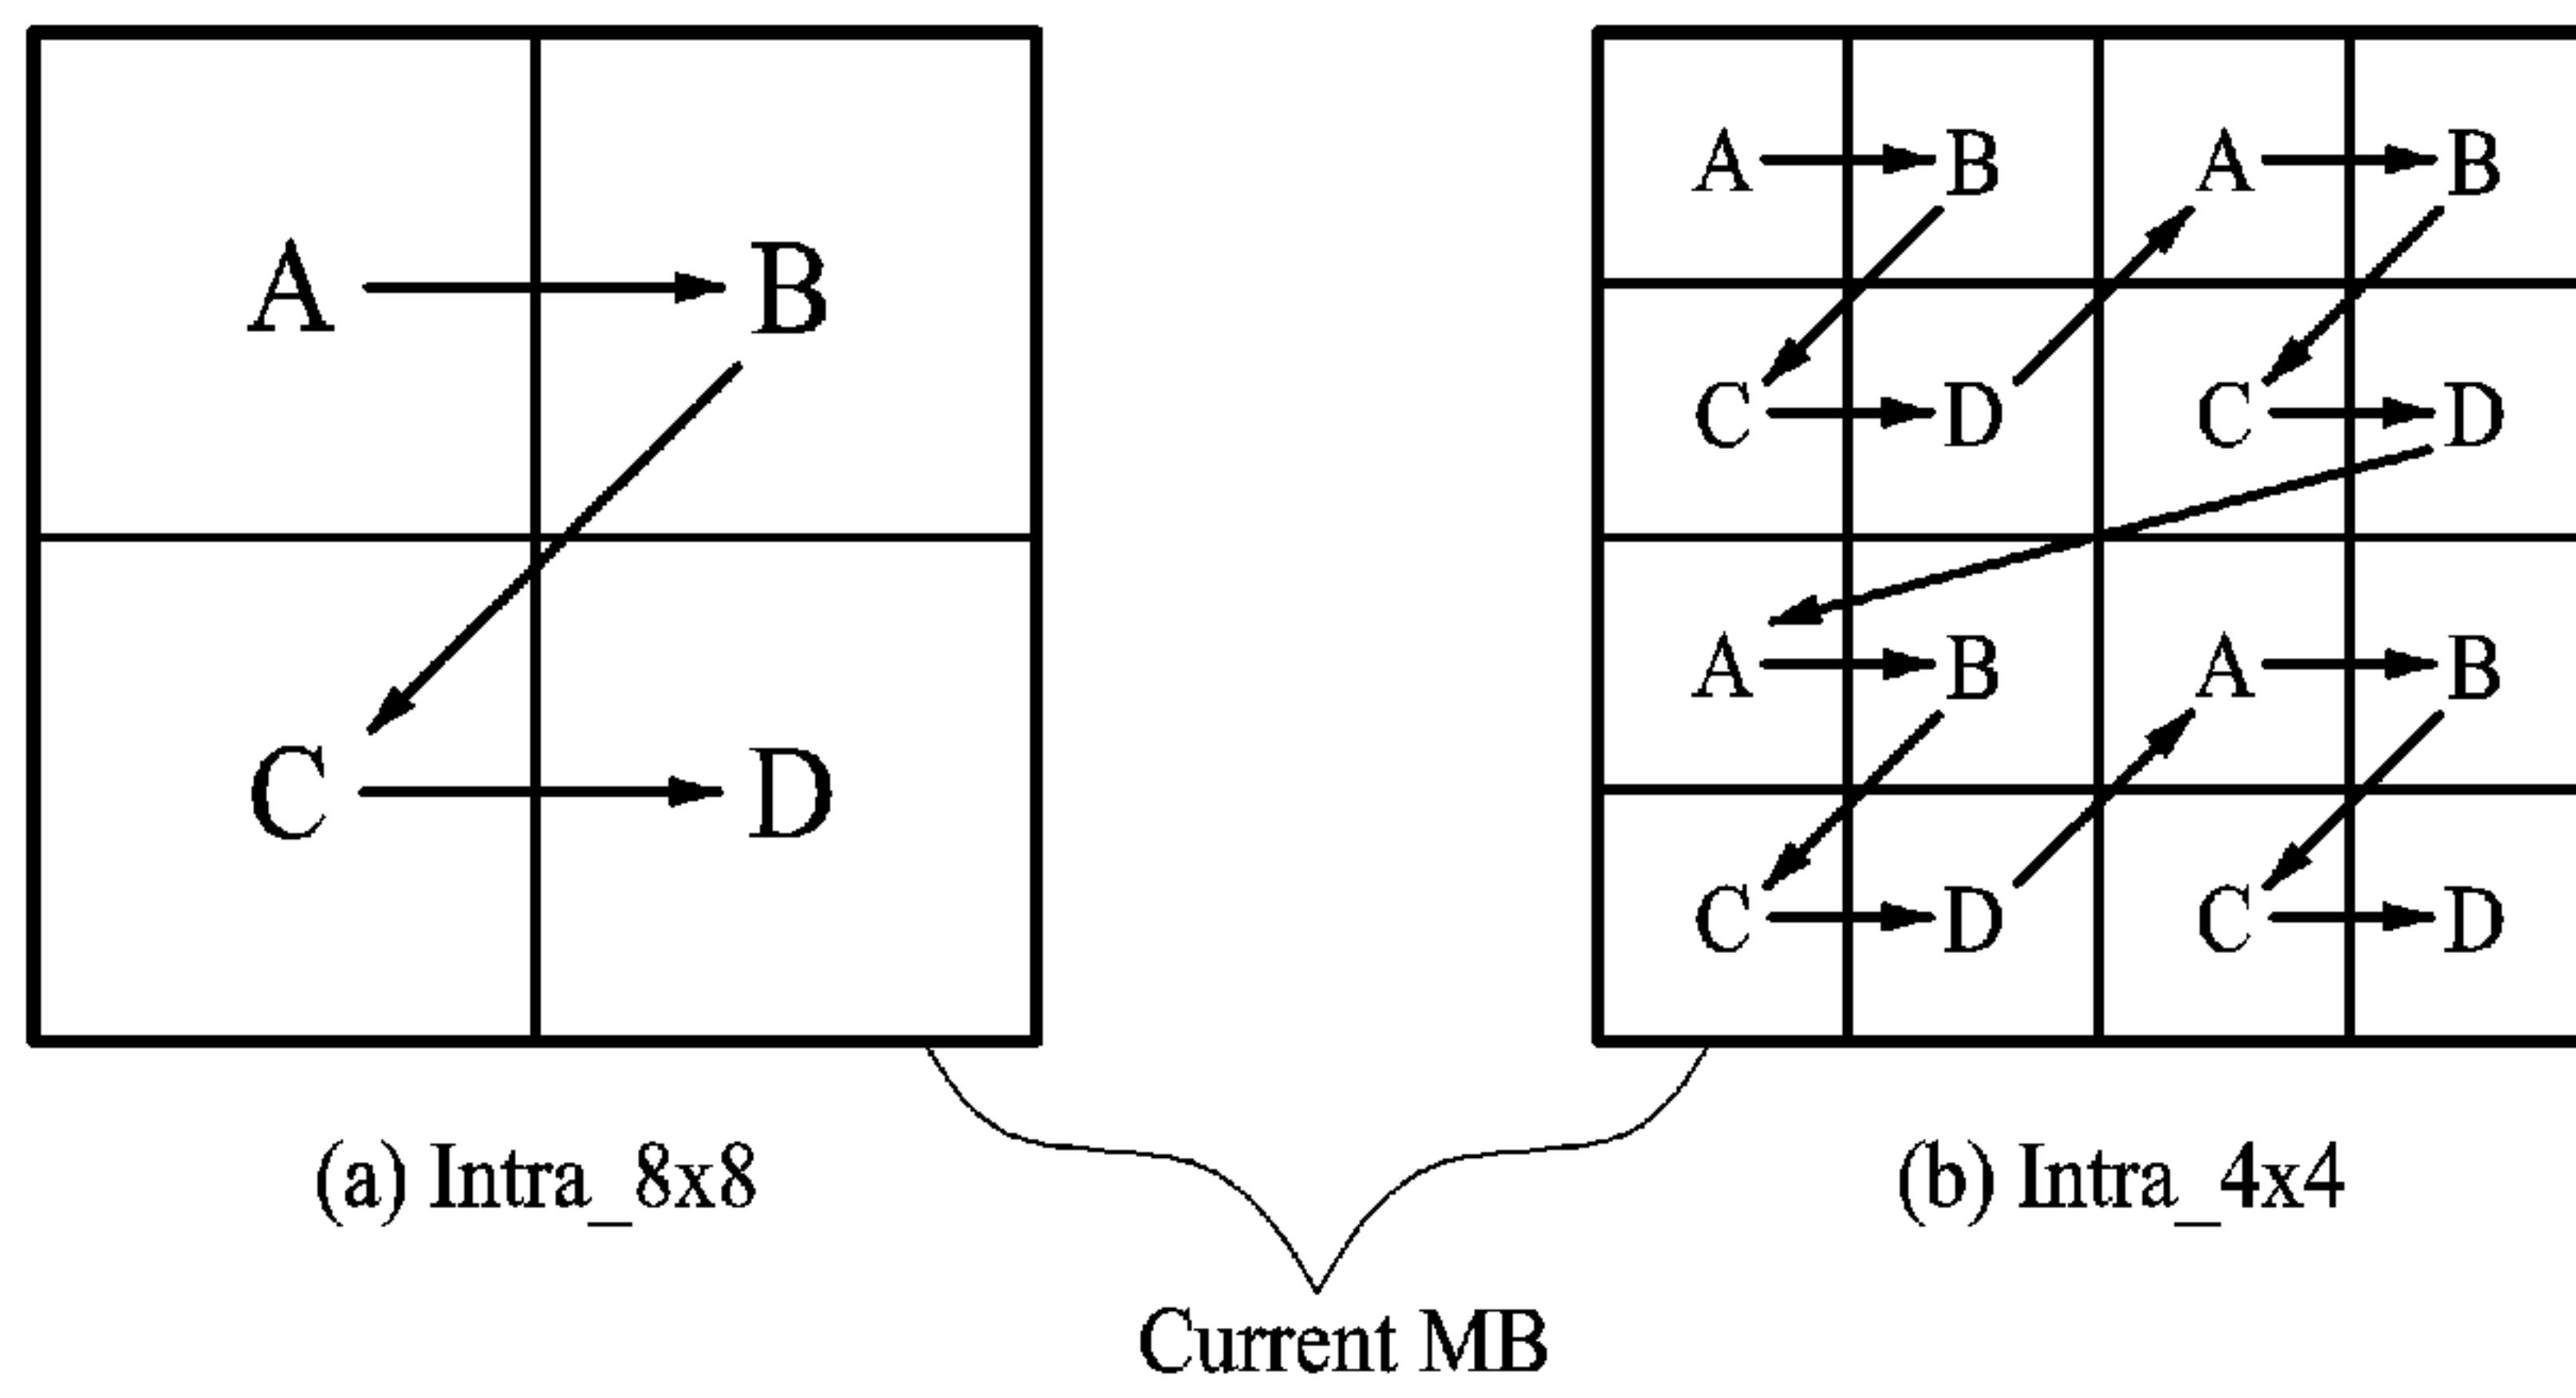 A B
C D
A B A B
C D C D
A B A B
C D C D
(a) Intra_8x8
(b) Intra_4x4
Current MB